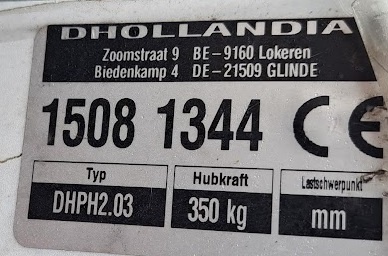 DHOLLANDIA
Zoomstraat 9 BE-9160 Lokeren
Biedenkamp 4 DE-21509 GLINDE
1508 1344 CE
Typ Hubkraft Lastschwerpunkt
DHPH2.03 350 kg mm